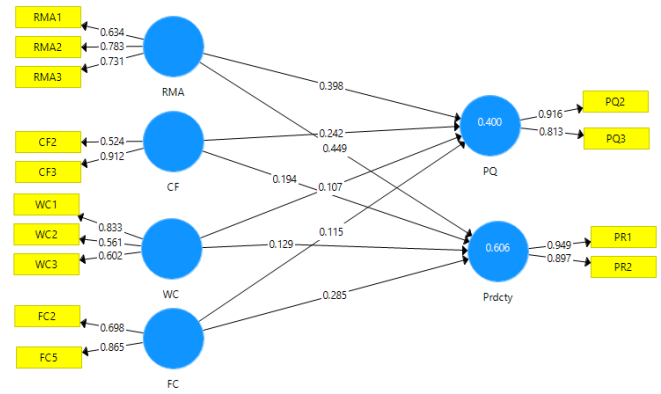 RMA1
RMA2
RMA3
0.634
0.783
0.731
RMA
CF2
CF3
0.524
0.912
CF
WC1
WC2
WC3
0.833
0.561
0.602
WC
FC2
FC5
0.698
0.865
FC
0.398
0.242
0.449
0.194
0.107
0.115
0.129
0.285
0.400
PQ
0.916
0.813
PQ2
PQ3
0.606
Prdcty
0.949
0.897
PR1
PR2